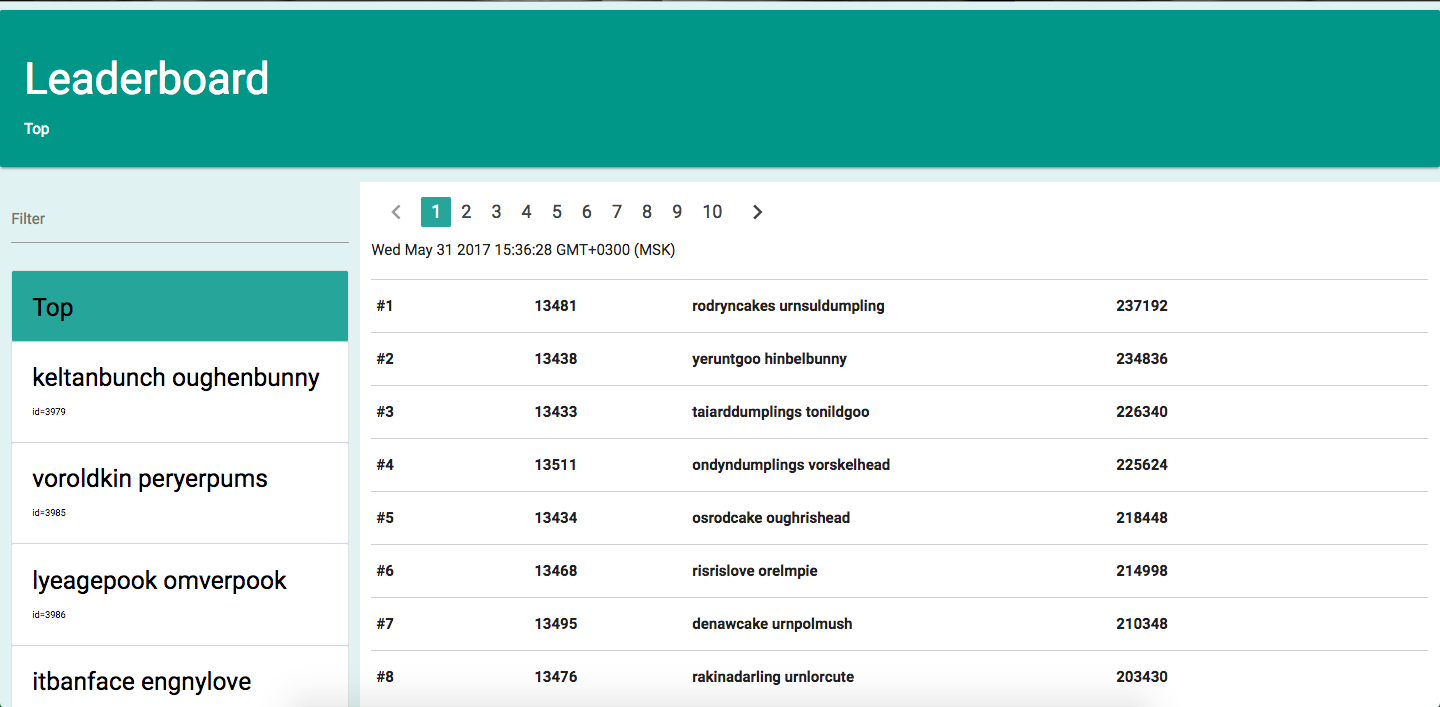 Leaderboard
Top
Filter
Top
keltanbunch oughenbunny
id=3979
voroldkin peryerpums
id=3985
lyeagepook omverpook
id=3986
itbanface engnylove
1 2 3 4 5 6 7 8 9 10
Wed May 31 2017 15:36:28 GMT+0300 (MSK)
#1 13481 rodryncakes urnsuldumpling 237192
#2 13438 yeruntgoo hinbelbunny 234836
#3 13433 taiarddumplings tonildgoo 226340
#4 13511 ondyndumplings vorskelhead 225624
#5 13434 osrodcake oughrishead 218448
#6 13468 risrislove orelmpie 214998
#7 13495 denawcake urnpolmush 210348
#8 13476 rakinadarling urnlorcute 203430